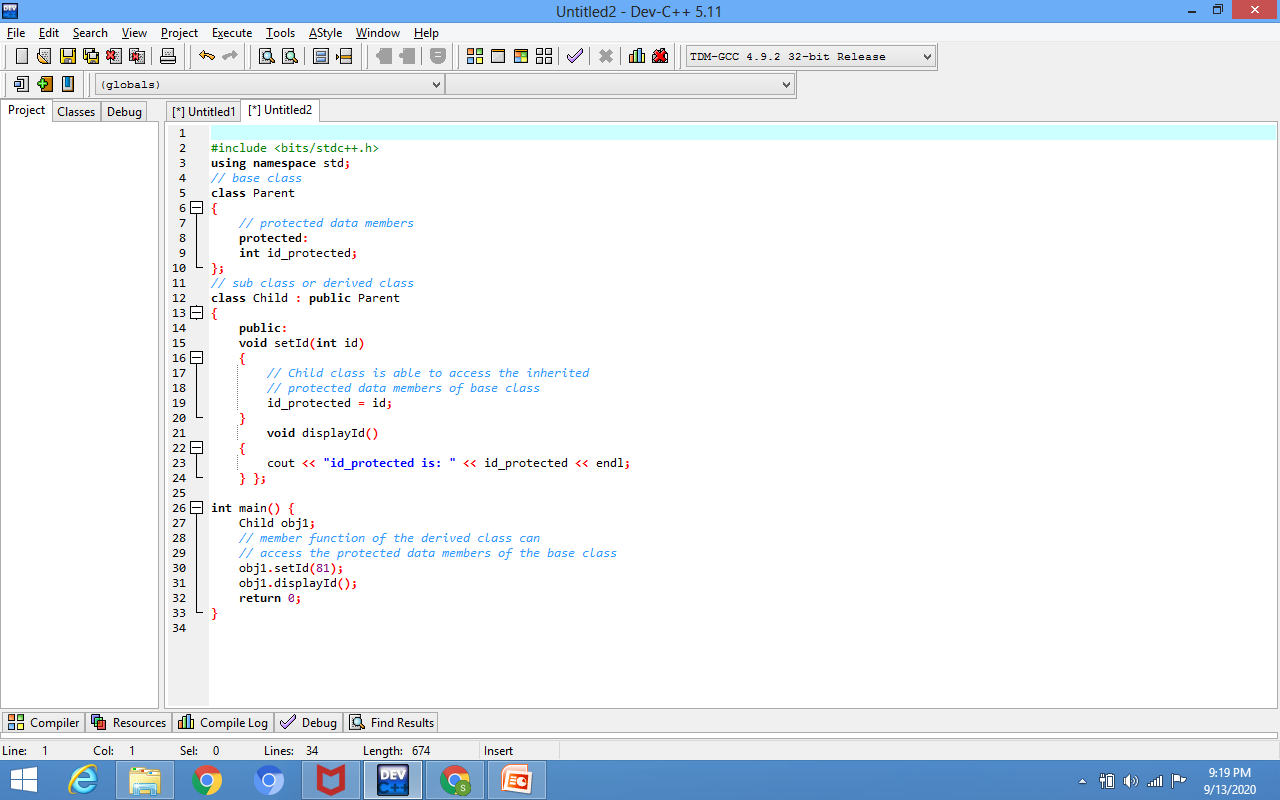 Untitled2 - Dev-C++ 5.11
File Edit Search View Project Execute Tools AStyle Window Help
TDM-GCC 4.9.2 32-bit Release
(globals)
Project Classes Debug [*] Untitled1 [*] Untitled2
1
2 #include <bits/stdc++.h>
3 using namespace std;
4 // base class
5 class Parent
6 {
7 // protected data members
8 protected:
9 int id_protected;
10 };
11 // sub class or derived class
12 class Child : public Parent
13 {
14 public:
15 void setId(int id)
16 {
17 // Child class is able to access the inherited
18 // protected data members of base class
19 id_protected = id;
20 }
21 void displayId()
22 {
23 cout << "id_protected is: " << id_protected << endl;
24 } };
25
26 int main() {
27 Child obj1;
28 // member function of the derived class can
29 // access the protected data members of the base class
30 obj1.setId(81);
31 obj1.displayId();
32 return 0;
33 }
34
Compiler Resources Compile Log Debug Find Results
Line: 1 Col: 1 Sel: 0 Lines: 34 Length: 674 Insert
DEV C++
S
9:19 PM
9/13/2020